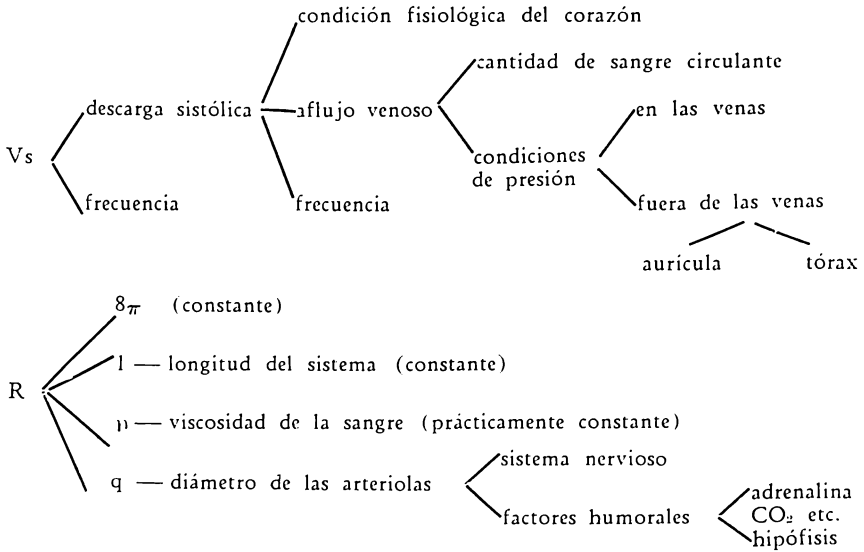 condición fisiológica del corazón
cantidad de sangre circulante
descarga sistólica
aflujo venoso
en las venas
Vs
condiciones
de presión
frecuencia
frecuencia
fuera de las venas
aurícula
tórax
8π (constante)
l — longitud del sistema (constante)
R
η — viscosidad de la sangre (prácticamente constante)
sistema nervioso
q — diámetro de las arteriolas
adrenalina
factores humorales
CO₂ etc.
hipófisis